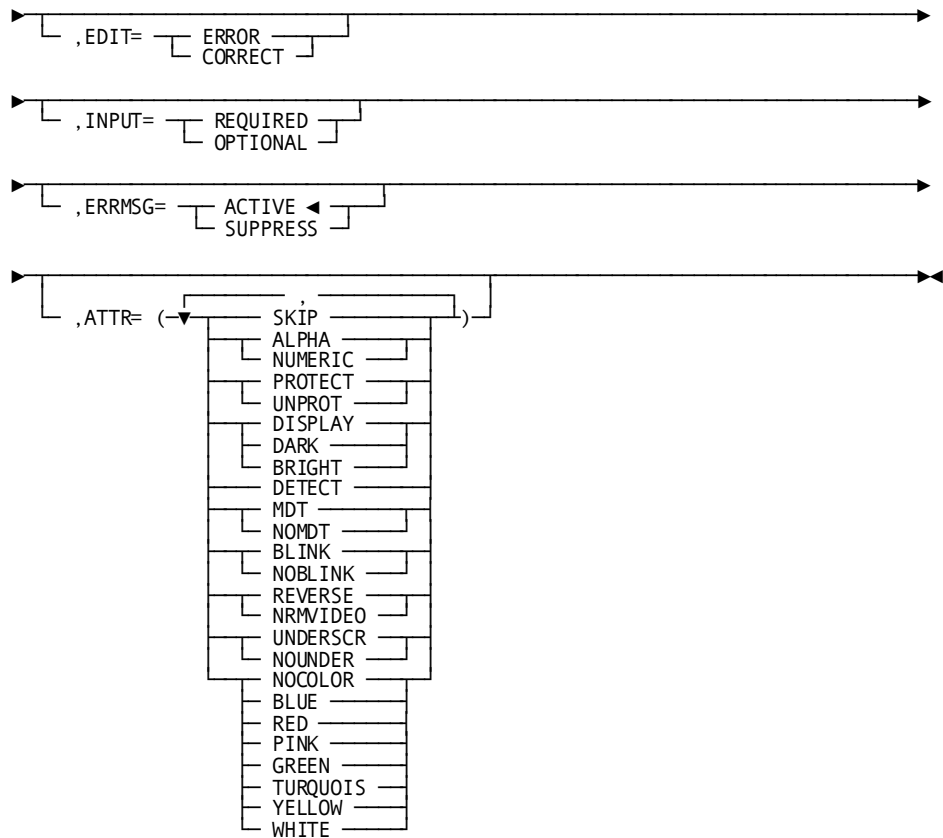 ,EDIT= ERROR
CORRECT
,INPUT= REQUIRED
OPTIONAL
,ERRMSG= ACTIVE ◄
SUPPRESS
,
,ATTR= ( SKIP )
ALPHA
NUMERIC
PROTECT
UNPROT
DISPLAY
DARK
BRIGHT
DETECT
MDT
NOMDT
BLINK
NOBLINK
REVERSE
NRMVIDEO
UNDERSCR
NOUNDER
NOCOLOR
BLUE
RED
PINK
GREEN
TURQUOIS
YELLOW
WHITE